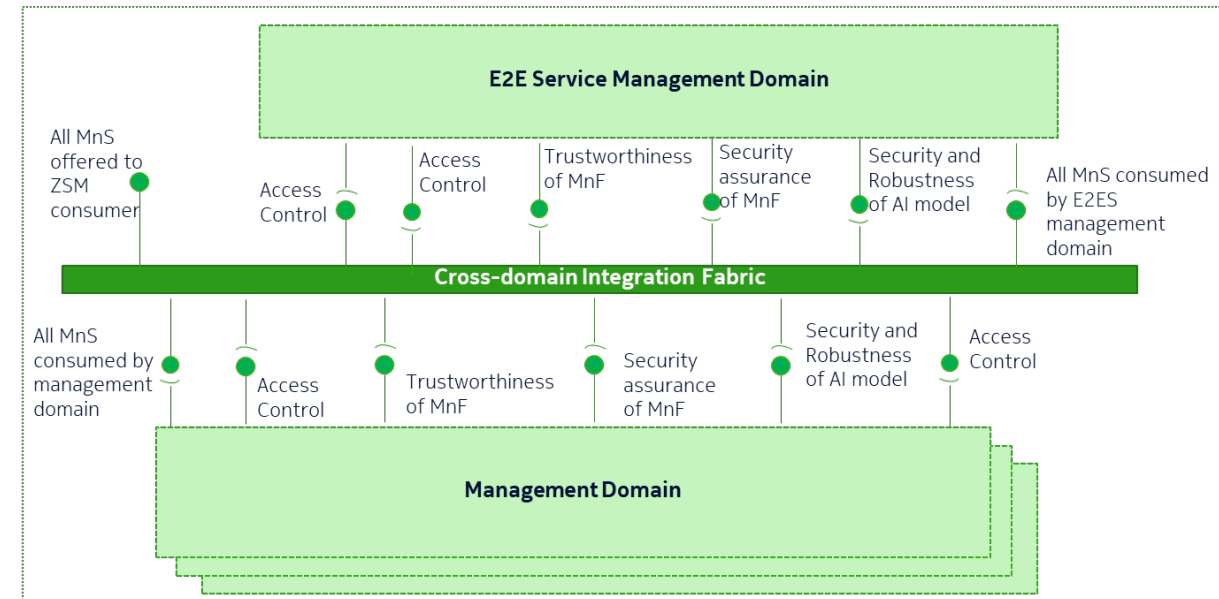 E2E Service Management Domain
All MnS
offered to
ZSM
consumer
Access
Control
Access
Control
Trustworthiness
of MnF
Security
assurance
of MnF
Security and
Robustness
of AI model
All MnS consumed
by E2ES
management
domain
Cross-domain Integration Fabric
All MnS
consumed by
management
domain
Access
Control
Trustworthiness
of MnF
Security
assurance
of MnF
Security and
Robustness
of AI model
Access
Control
Management Domain